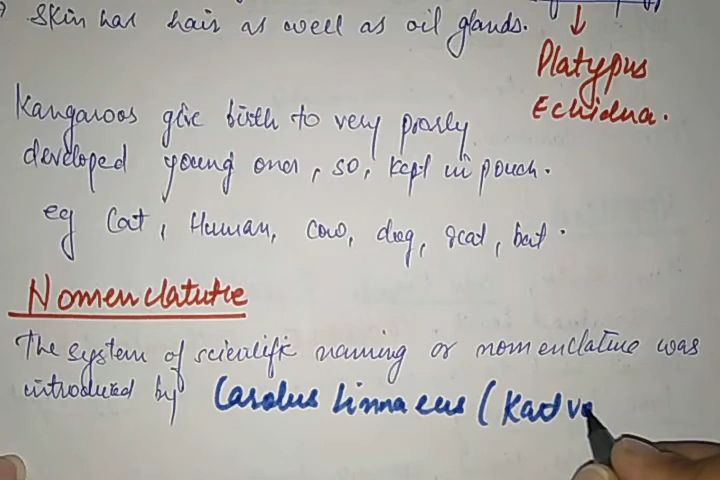 Skin has hair as well as oil glands.
Platypus
Echidna.
Kangaroos give birth to very poorly
developed young ones, so, kept in pouch.
eg Cat, Human, Cow, dog, goat, bat.
Nomenclature
The system of scientific naming or nomenclature was
introduced by Carolus Linnaeus (Karl v